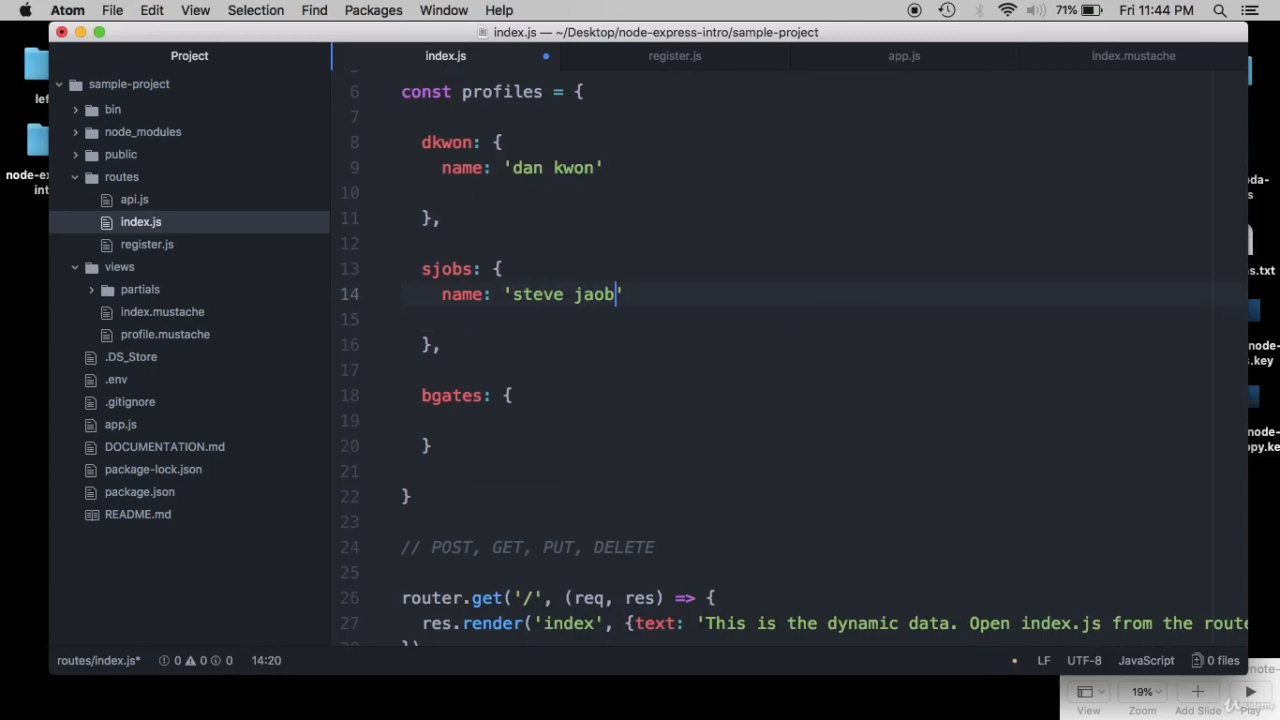 Atom File Edit View Selection Find Packages Window Help 71% Fri 11:44 PM
index.js — ~/Desktop/node-express-intro/sample-project
Project index.js register.js app.js index.mustache
sample-project
bin
node_modules
public
routes
api.js
index.js
register.js
views
partials
index.mustache
profile.mustache
.DS_Store
.env
.gitignore
app.js
DOCUMENTATION.md
package-lock.json
package.json
README.md
6 const profiles = {
7
8 dkwon: {
9 name: 'dan kwon'
10
11 },
12
13 sjobs: {
14 name: 'steve jaob'
15
16 },
17
18 bgates: {
19
20 }
21
22 }
23
24 // POST, GET, PUT, DELETE
25
26 router.get('/', (req, res) => {
27 res.render('index', {text: 'This is the dynamic data. Open index.js from the route
})
routes/index.js* 0 0 0 14:20 LF UTF-8 JavaScript 0 files
19%
View Zoom Add Slide Play